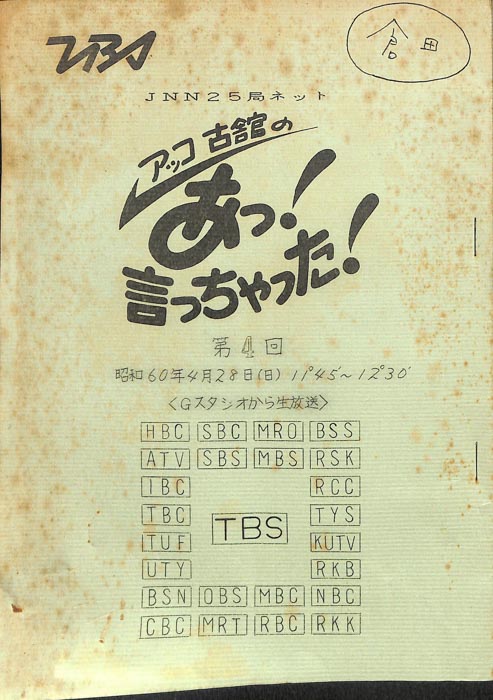 TBS
倉田
JNN25局ネット
アッコ 古舘の
あっ!
言っちゃった!
第4回
昭和60年4月28日(日) 11°45′~12°30′
<Gスタジオから生放送>
HBC SBC MRO BSS
ATV SBS MBS RSK
IBC RCC
TBC TYS
TBS
TUF KUTV
UTY RKB
BSN OBS MBC NBC
CBC MRT RBC RKK